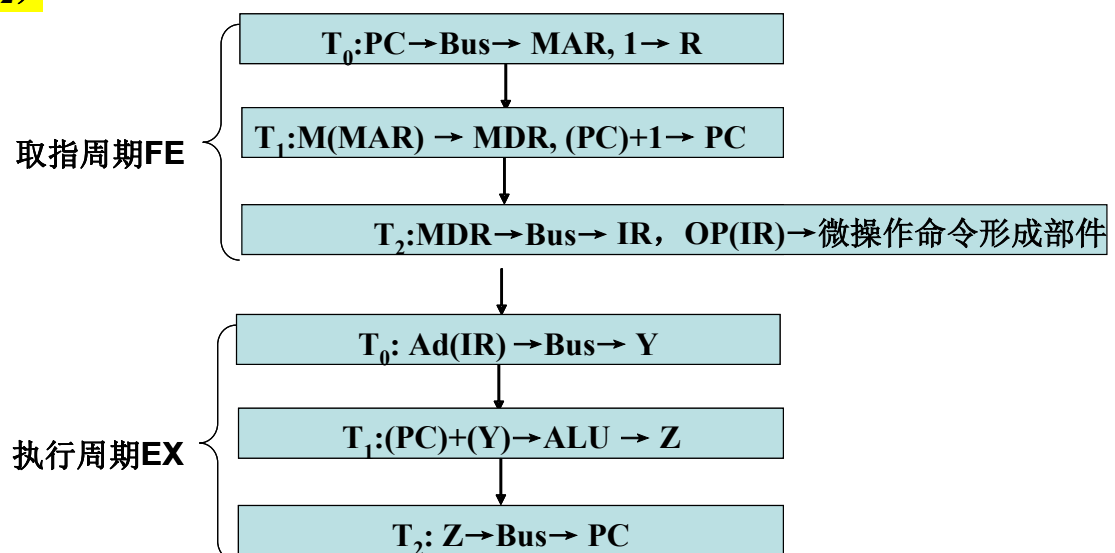 T0:PC→Bus→ MAR, 1→ R
取指周期FE
T1:M(MAR) → MDR, (PC)+1→ PC
T2:MDR→Bus→ IR，OP(IR)→微操作命令形成部件
T0: Ad(IR) →Bus→ Y
执行周期EX
T1:(PC)+(Y)→ALU → Z
T2: Z→Bus→ PC